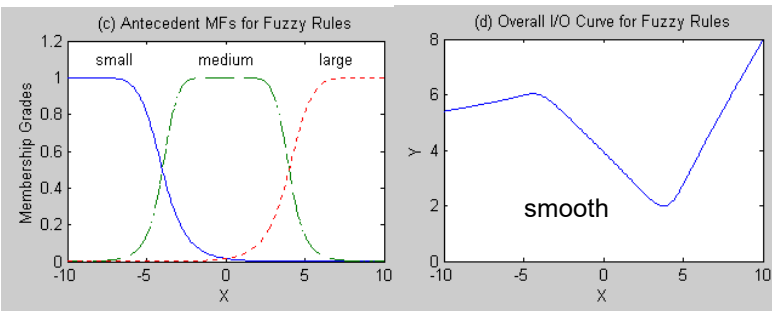 (c) Antecedent MFs for Fuzzy Rules
1.2
1
0.8
0.6
0.4
0.2
0
Membership Grades
small medium large
-10 -5 0 5 10
X
(d) Overall I/O Curve for Fuzzy Rules
8
6
4
2
0
Y
smooth
-10 -5 0 5 10
X